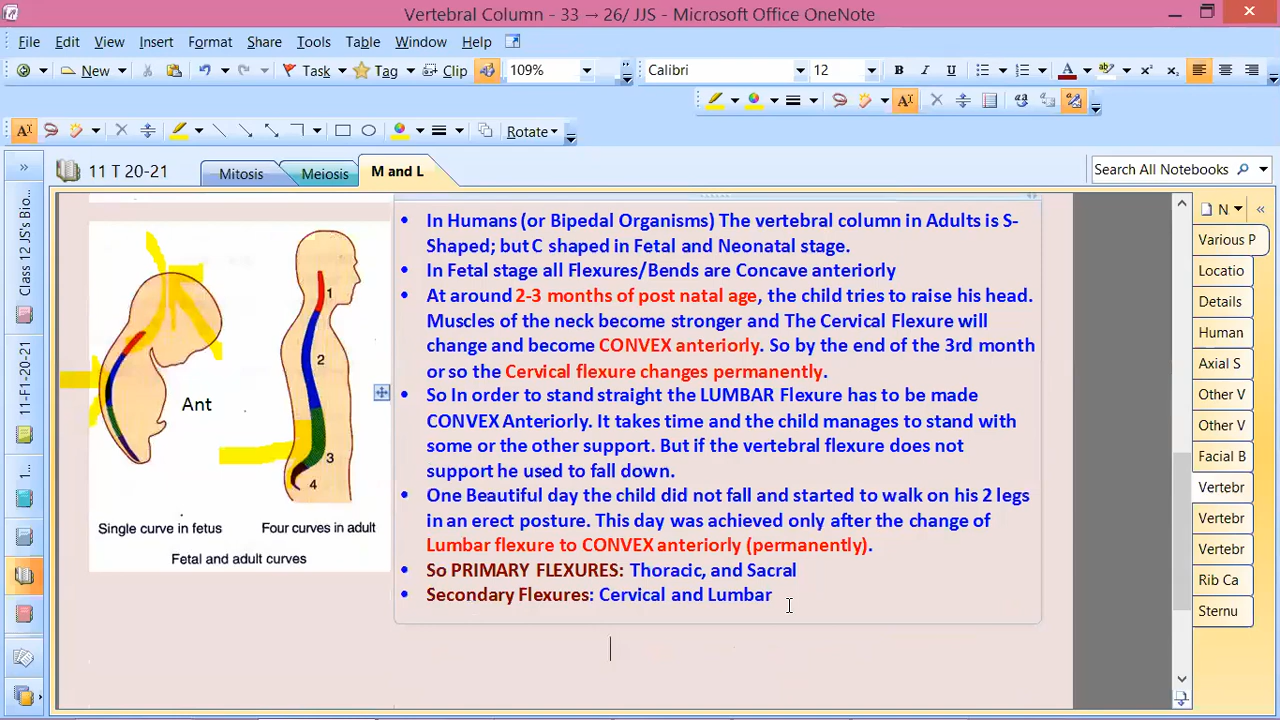 Vertebral Column - 33 → 26/ JJS - Microsoft Office OneNote
File Edit View Insert Format Share Tools Table Window Help
New Task Tag Clip 109% Calibri 12 B I U
Rotate
11 T 20-21 Mitosis Meiosis M and L Search All Notebooks
Class 12 JJS Bio...
11-F1-20-21
1...
N
Various P
Locatio
Details
Human
Axial S
Other V
Other V
Facial B
Vertebr
Vertebr
Vertebr
Rib Ca
Sternu
Ant
1
2
3
4
Single curve in fetus Four curves in adult
Fetal and adult curves
• In Humans (or Bipedal Organisms) The vertebral column in Adults is S-
Shaped; but C shaped in Fetal and Neonatal stage.
• In Fetal stage all Flexures/Bends are Concave anteriorly
• At around 2-3 months of post natal age, the child tries to raise his head.
Muscles of the neck become stronger and The Cervical Flexure will
change and become CONVEX anteriorly. So by the end of the 3rd month
or so the Cervical flexure changes permanently.
• So In order to stand straight the LUMBAR Flexure has to be made
CONVEX Anteriorly. It takes time and the child manages to stand with
some or the other support. But if the vertebral flexure does not
support he used to fall down.
• One Beautiful day the child did not fall and started to walk on his 2 legs
in an erect posture. This day was achieved only after the change of
Lumbar flexure to CONVEX anteriorly (permanently).
• So PRIMARY FLEXURES: Thoracic, and Sacral
• Secondary Flexures: Cervical and Lumbar